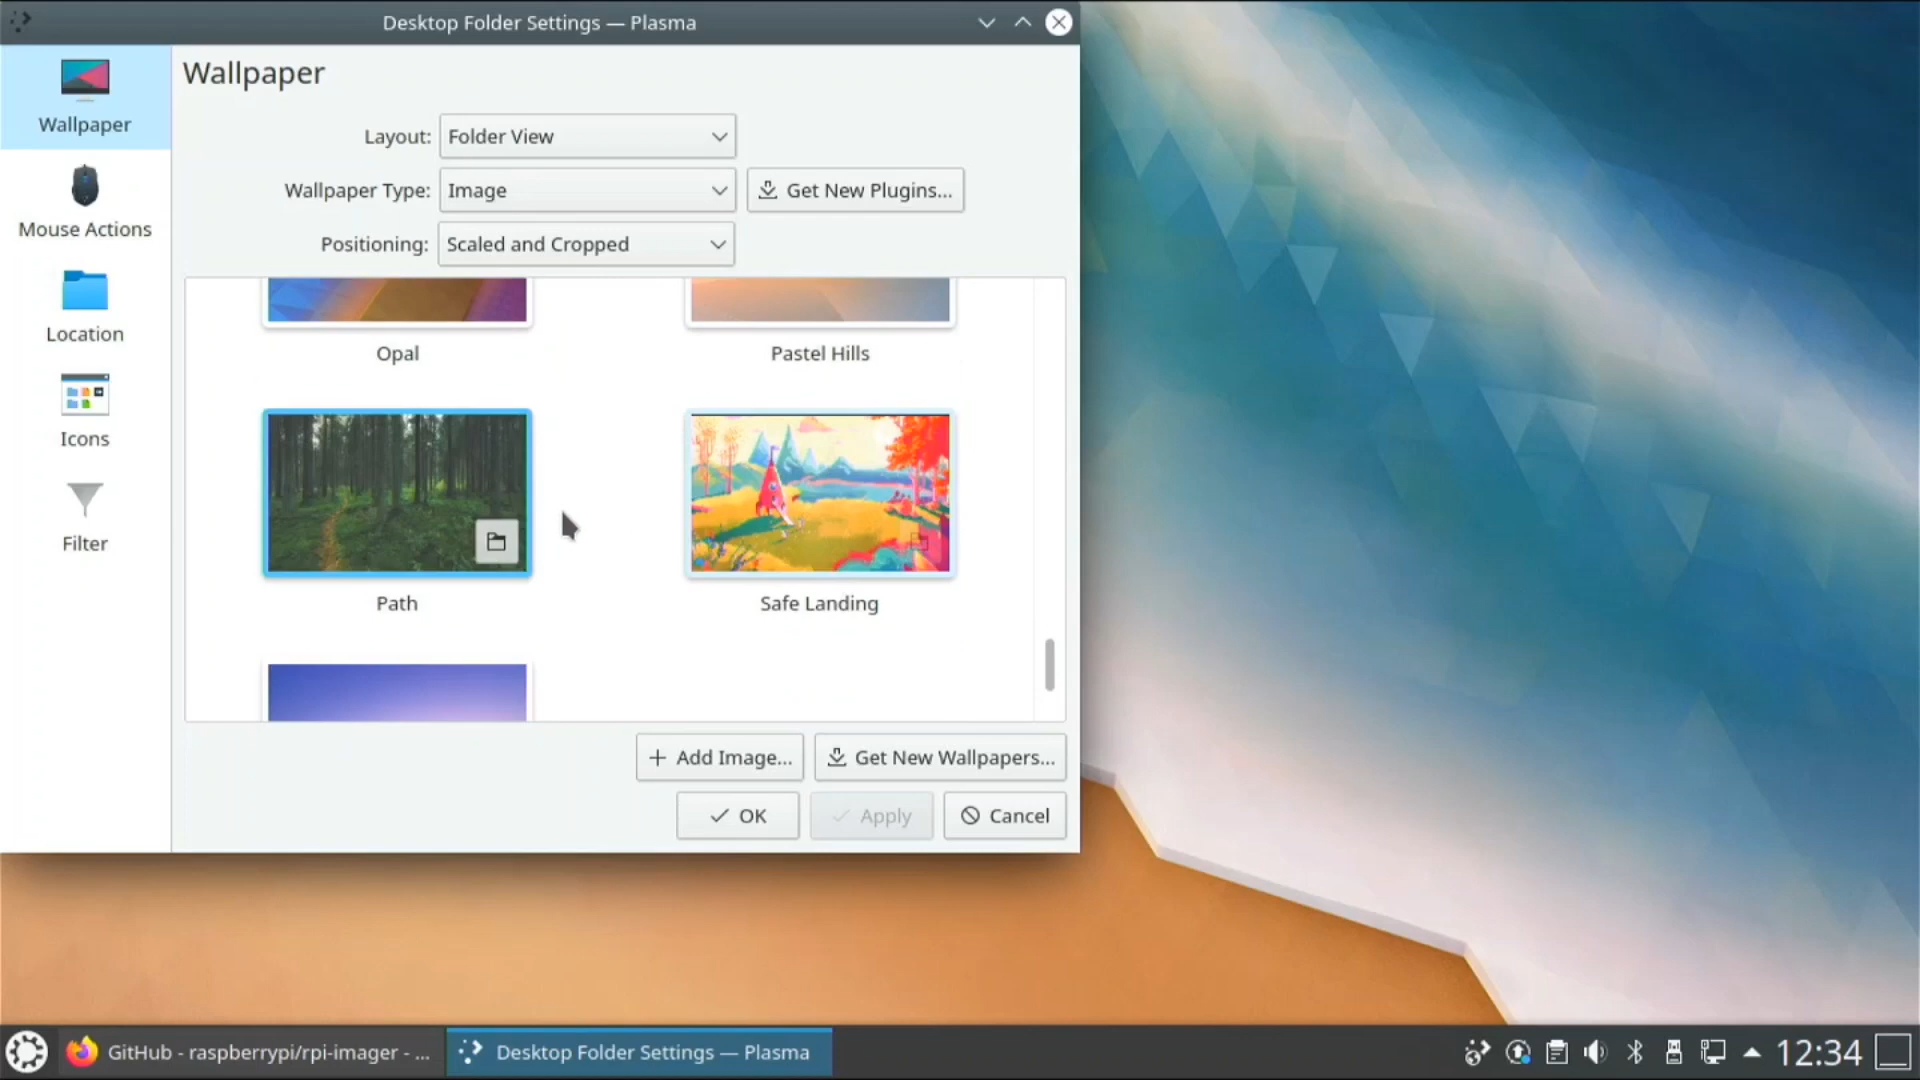 Desktop Folder Settings — Plasma
Wallpaper
Wallpaper
Layout:
Folder View
Wallpaper Type:
Image
Get New Plugins...
Positioning:
Scaled and Cropped
Mouse Actions
Location
Icons
Filter
Opal
Pastel Hills
Path
Safe Landing
Add Image...
Get New Wallpapers...
OK
Apply
Cancel
GitHub - raspberrypi/rpi-imager - ...
Desktop Folder Settings — Plasma
12:34